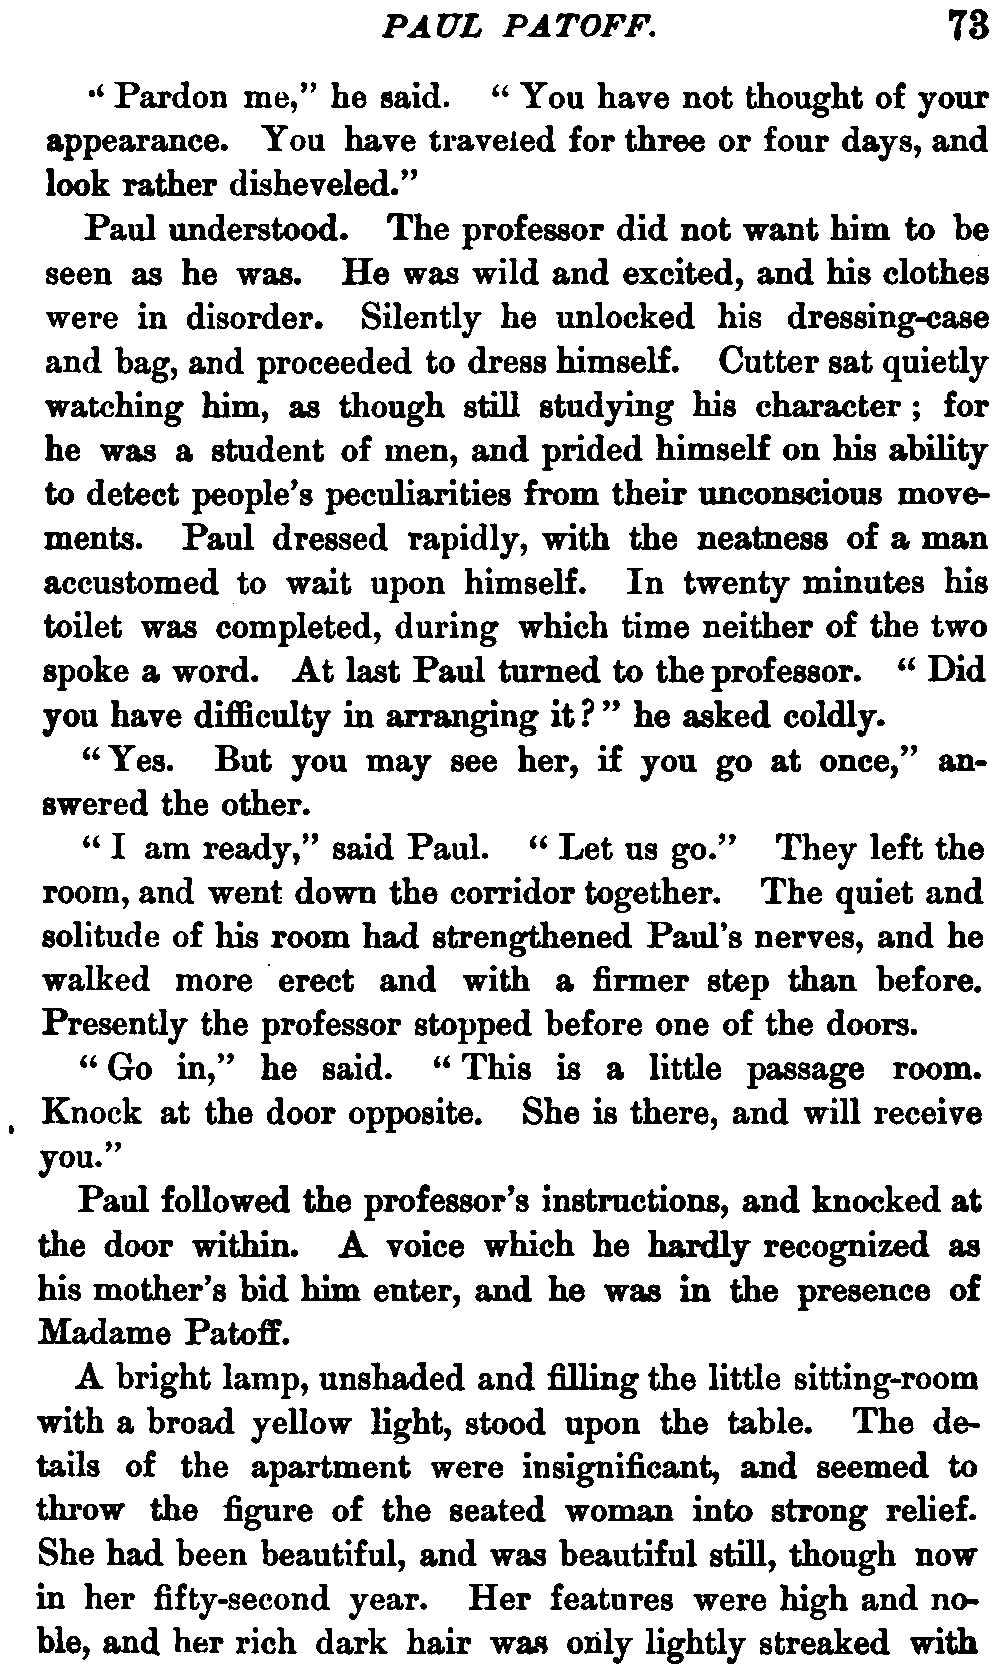 PAUL PATOFF. 73
"Pardon me," he said. "You have not thought of your
appearance. You have traveled for three or four days, and
look rather disheveled."
Paul understood. The professor did not want him to be
seen as he was. He was wild and excited, and his clothes
were in disorder. Silently he unlocked his dressing-case
and bag, and proceeded to dress himself. Cutter sat quietly
watching him, as though still studying his character; for
he was a student of men, and prided himself on his ability
to detect people's peculiarities from their unconscious move-
ments. Paul dressed rapidly, with the neatness of a man
accustomed to wait upon himself. In twenty minutes his
toilet was completed, during which time neither of the two
spoke a word. At last Paul turned to the professor. "Did
you have difficulty in arranging it?" he asked coldly.
"Yes. But you may see her, if you go at once," an-
swered the other.
"I am ready," said Paul. "Let us go." They left the
room, and went down the corridor together. The quiet and
solitude of his room had strengthened Paul's nerves, and he
walked more erect and with a firmer step than before.
Presently the professor stopped before one of the doors.
"Go in," he said. "This is a little passage room.
Knock at the door opposite. She is there, and will receive
you."
Paul followed the professor's instructions, and knocked at
the door within. A voice which he hardly recognized as
his mother's bid him enter, and he was in the presence of
Madame Patoff.
A bright lamp, unshaded and filling the little sitting-room
with a broad yellow light, stood upon the table. The de-
tails of the apartment were insignificant, and seemed to
throw the figure of the seated woman into strong relief.
She had been beautiful, and was beautiful still, though now
in her fifty-second year. Her features were high and no-
ble, and her rich dark hair was only lightly streaked with